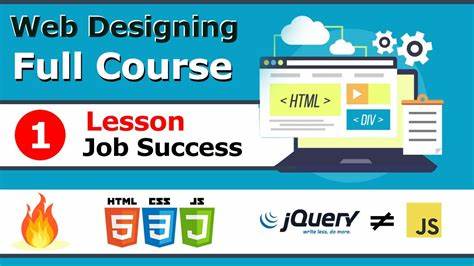 Web Designing
Full Course
<HTML>
<DIV>
1
Lesson
Job Success
HTML CSS JS
5 3
jQuery ≠ JS
write less, do more.